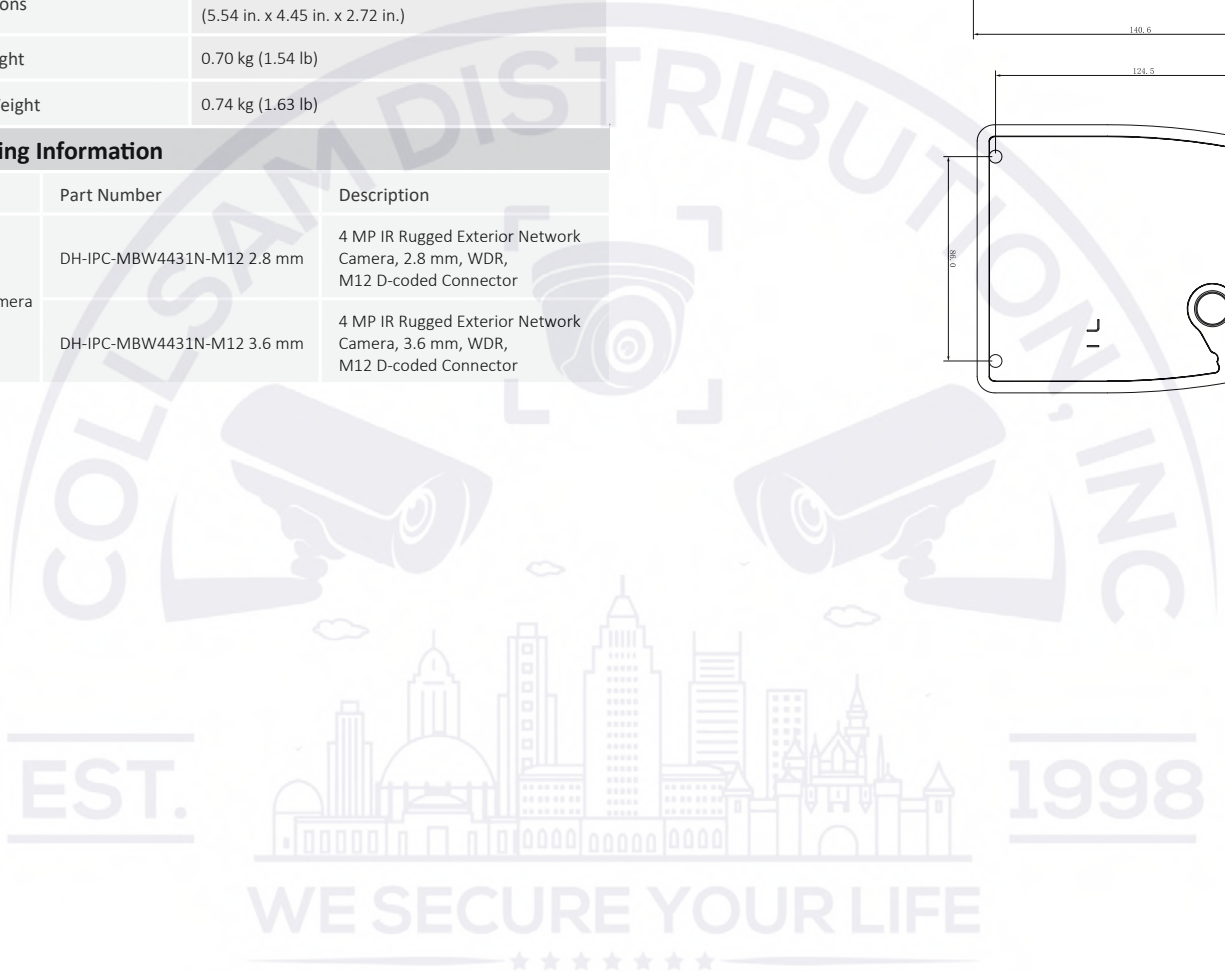 ons
(5.54 in. x 4.45 in. x 2.72 in.)
ght
0.70 kg (1.54 lb)
Veight
0.74 kg (1.63 lb)
ing Information
Part Number
Description
DH-IPC-MBW4431N-M12 2.8 mm
4 MP IR Rugged Exterior Network
Camera, 2.8 mm, WDR,
M12 D-coded Connector
mera
DH-IPC-MBW4431N-M12 3.6 mm
4 MP IR Rugged Exterior Network
Camera, 3.6 mm, WDR,
M12 D-coded Connector
140.6
124.5
86.0
COLLSAM DISTRIBUTION, INC
EST.
1998
WE SECURE YOUR LIFE